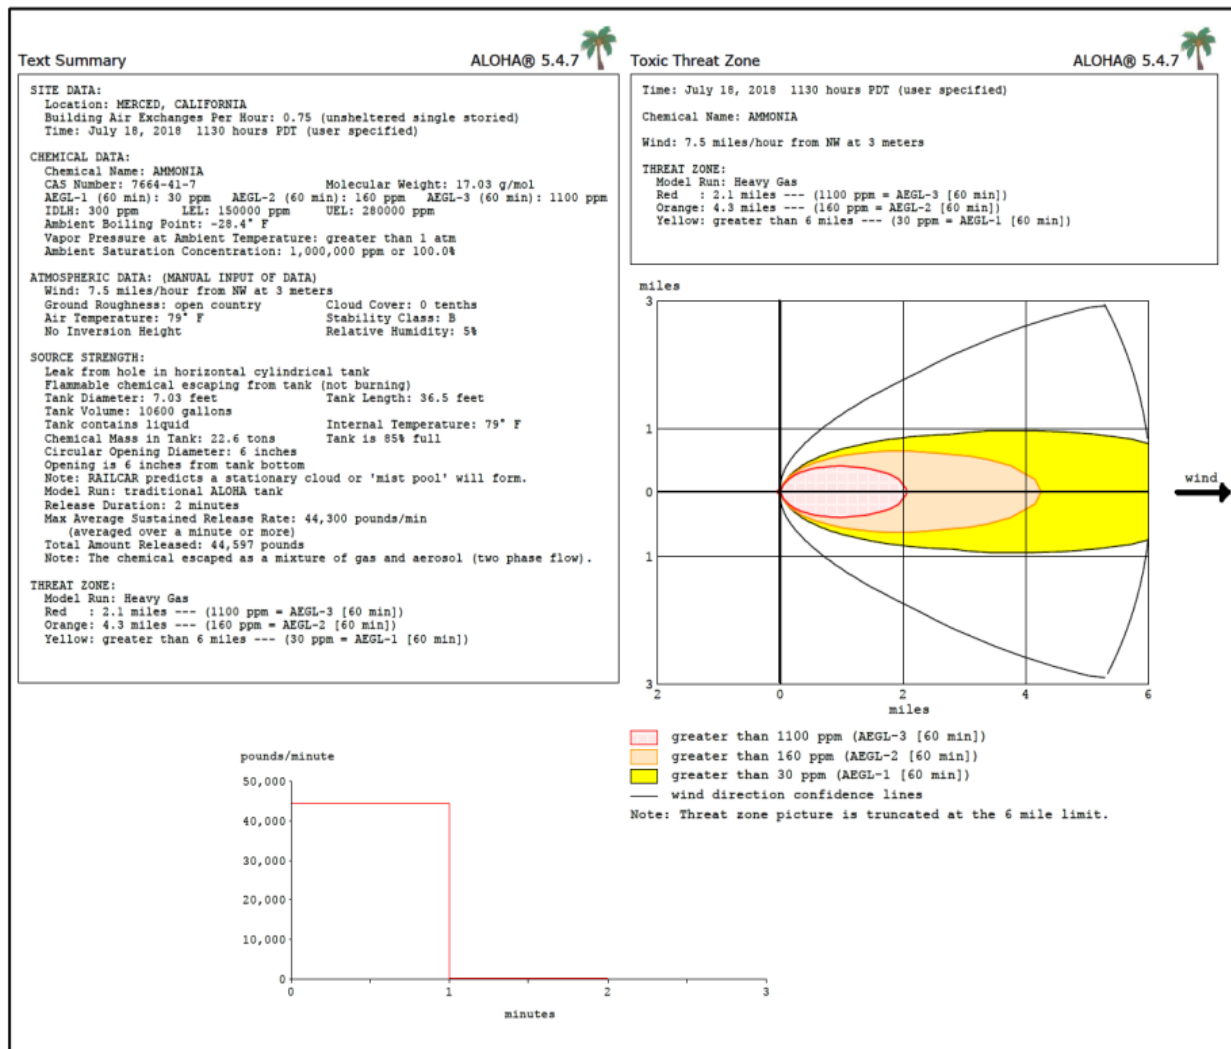 Text Summary
ALOHA® 5.4.7
SITE DATA:
Location: MERCED, CALIFORNIA
Building Air Exchanges Per Hour: 0.75 (unsheltered single storied)
Time: July 18, 2018 1130 hours PDT (user specified)
CHEMICAL DATA:
Chemical Name: AMMONIA
CAS Number: 7664-41-7 Molecular Weight: 17.03 g/mol
AEGL-1 (60 min): 30 ppm AEGL-2 (60 min): 160 ppm AEGL-3 (60 min): 1100 ppm
IDLH: 300 ppm LEL: 150000 ppm UEL: 280000 ppm
Ambient Boiling Point: -28.4° F
Vapor Pressure at Ambient Temperature: greater than 1 atm
Ambient Saturation Concentration: 1,000,000 ppm or 100.0%
ATMOSPHERIC DATA: (MANUAL INPUT OF DATA)
Wind: 7.5 miles/hour from NW at 3 meters
Ground Roughness: open country Cloud Cover: 0 tenths
Air Temperature: 79° F Stability Class: B
No Inversion Height Relative Humidity: 5%
SOURCE STRENGTH:
Leak from hole in horizontal cylindrical tank
Flammable chemical escaping from tank (not burning)
Tank Diameter: 7.03 feet Tank Length: 36.5 feet
Tank Volume: 10600 gallons
Tank contains liquid Internal Temperature: 79° F
Chemical Mass in Tank: 22.6 tons Tank is 85% full
Circular Opening Diameter: 6 inches
Opening is 6 inches from tank bottom
Note: RAILCAR predicts a stationary cloud or 'mist pool' will form.
Model Run: traditional ALOHA tank
Release Duration: 2 minutes
Max Average Sustained Release Rate: 44,300 pounds/min
(averaged over a minute or more)
Total Amount Released: 44,597 pounds
Note: The chemical escaped as a mixture of gas and aerosol (two phase flow).
THREAT ZONE:
Model Run: Heavy Gas
Red : 2.1 miles --- (1100 ppm = AEGL-3 [60 min])
Orange: 4.3 miles --- (160 ppm = AEGL-2 [60 min])
Yellow: greater than 6 miles --- (30 ppm = AEGL-1 [60 min])
Toxic Threat Zone
ALOHA® 5.4.7
Time: July 18, 2018 1130 hours PDT (user specified)
Chemical Name: AMMONIA
Wind: 7.5 miles/hour from NW at 3 meters
THREAT ZONE:
Model Run: Heavy Gas
Red : 2.1 miles --- (1100 ppm = AEGL-3 [60 min])
Orange: 4.3 miles --- (160 ppm = AEGL-2 [60 min])
Yellow: greater than 6 miles --- (30 ppm = AEGL-1 [60 min])
miles
3
1
0
1
3
wind
2 0 2 4 6
miles
greater than 1100 ppm (AEGL-3 [60 min])
greater than 160 ppm (AEGL-2 [60 min])
greater than 30 ppm (AEGL-1 [60 min])
wind direction confidence lines
Note: Threat zone picture is truncated at the 6 mile limit.
pounds/minute
50,000
40,000
30,000
20,000
10,000
0
0 1 2 3
minutes